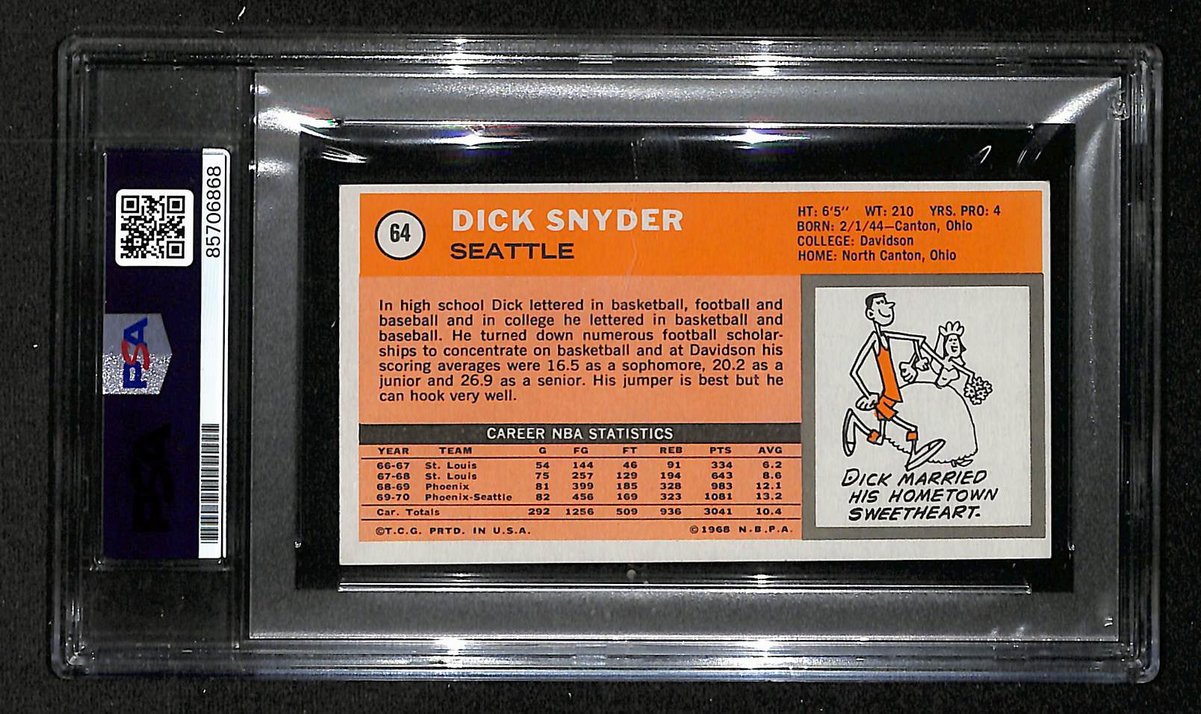 85706868
PSA
64
DICK SNYDER
SEATTLE
HT: 6'5" WT: 210 YRS. PRO: 4
BORN: 2/1/44—Canton, Ohio
COLLEGE: Davidson
HOME: North Canton, Ohio
In high school Dick lettered in basketball, football and
baseball and in college he lettered in basketball and
baseball. He turned down numerous football scholar-
ships to concentrate on basketball and at Davidson his
scoring averages were 16.5 as a sophomore, 20.2 as a
junior and 26.9 as a senior. His jumper is best but he
can hook very well.
CAREER NBA STATISTICS
YEAR TEAM G FG FT REB PTS AVG
66-67 St. Louis 54 144 46 91 334 6.2
67-68 St. Louis 75 257 129 194 643 8.6
68-69 Phoenix 81 399 185 328 983 12.1
69-70 Phoenix-Seattle 82 456 169 323 1081 13.2
Car. Totals 292 1256 509 936 3041 10.4
©T.C.G. PRTD. IN U.S.A. ©1968 N.B.P.A.
DICK MARRIED
HIS HOMETOWN
SWEETHEART.